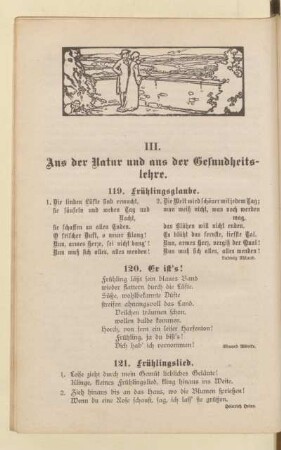 III.
Aus der Natur und aus der Gesundheits-
lehre.
119. Frühlingsglaube.
1. Die linden Lüfte sind erwacht,
sie säuseln und weben Tag und
Nacht,
sie schaffen an allen Enden.
O frischer Duft, o neuer Klang!
Nun, armes Herze, sei nicht bang!
Nun muß sich alles, alles wenden!
2. Die Welt wird schöner mit jedem Tag;
man weiß nicht, was noch werden
mag,
das Blühen will nicht enden.
Es blüht das fernste, tiefste Tal.
Nun, armes Herz, vergiß der Qual!
Nun muß sich alles, alles wenden!
Ludwig Uhland.
120. Er ist's!
Frühling läßt sein blaues Band
wieder flattern durch die Lüfte.
Süße, wohlbekannte Düfte
streifen ahnungsvoll das Land.
Veilchen träumen schon,
wollen balde kommen.
Horch, von fern ein leiser Harfenton!
Frühling, ja du bist's!
Dich hab' ich vernommen!
Eduard Mörike.
121. Frühlingslied.
1. Leise zieht durch mein Gemüt liebliches Geläute!
Klinge, kleines Frühlingslied, kling hinaus ins Weite.
2. Zieh hinaus bis an das Haus, wo die Blumen sprießen!
Wenn du eine Rose schaust, sag, ich laß' sie grüßen.
Heinrich Heine.